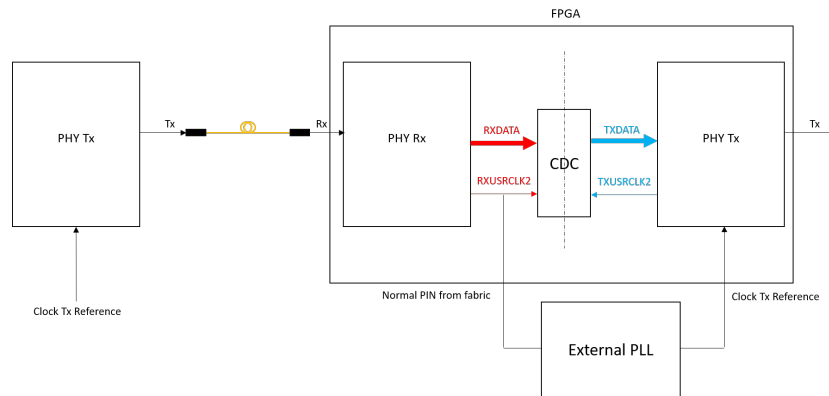 FPGA
PHY Tx
Tx
Rx
PHY Rx
RXDATA
RXUSRCLK2
CDC
TXDATA
TXUSRCLK2
PHY Tx
Tx
Clock Tx Reference
Normal PIN from fabric
Clock Tx Reference
External PLL